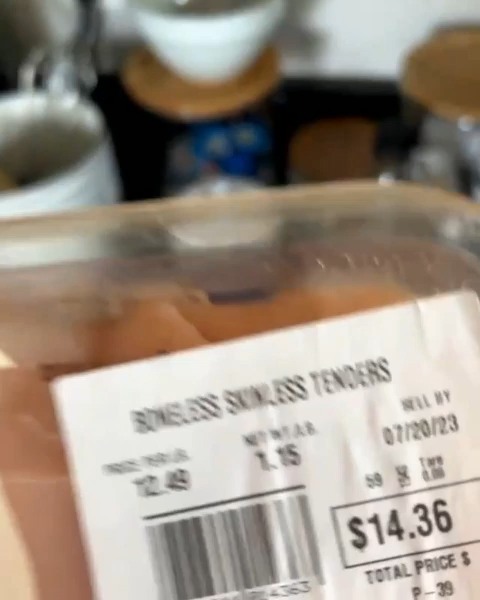 BONELESS SKINLESS TENDERS
SELL BY
07/20/23
PRICE PER LB. NET WT. LB.
12.49 1.15
$14.36
TOTAL PRICE $
P-39